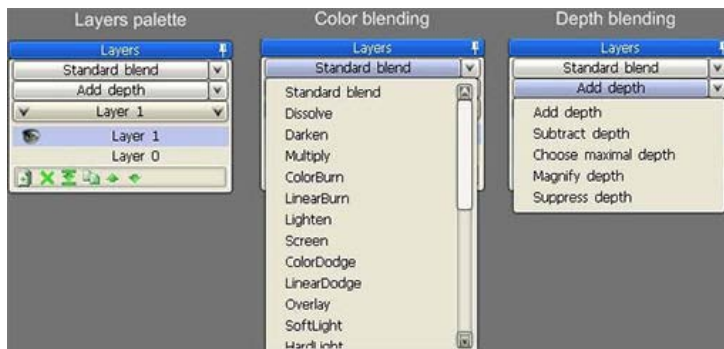 Layers palette
Layers
Standard blend
Add depth
Layer 1
Layer 1
Layer 0
Color blending
Layers
Standard blend
Standard blend
Dissolve
Darken
Multiply
ColorBurn
LinearBurn
Lighten
Screen
ColorDodge
LinearDodge
Overlay
SoftLight
HardLight
Depth blending
Layers
Standard blend
Add depth
Add depth
Subtract depth
Choose maximal depth
Magnify depth
Suppress depth